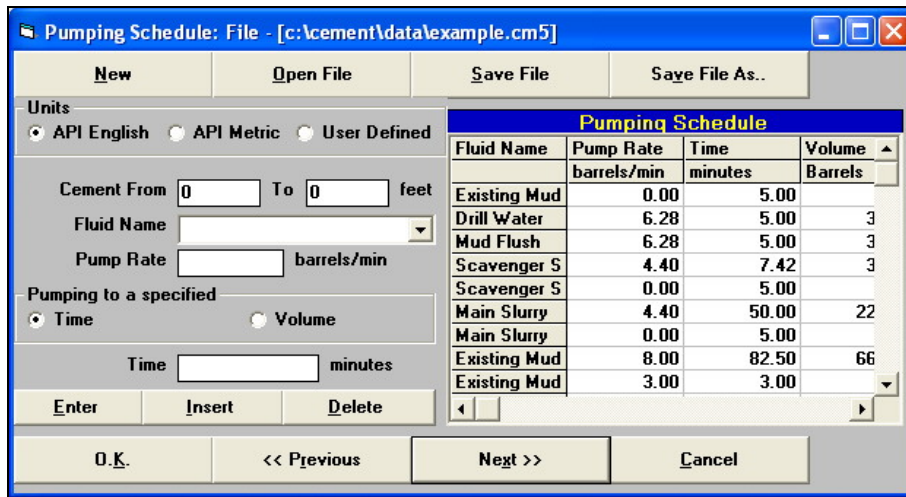 Pumping Schedule: File - [c:\cement\data\example.cm5]
New Open File Save File Save File As..
Units
API English API Metric User Defined
Cement From 0 To 0 feet
Fluid Name
Pump Rate barrels/min
Pumping to a specified
Time Volume
Time minutes
Enter Insert Delete
Pumping Schedule
Fluid Name Pump Rate Time Volume
barrels/min minutes Barrels
Existing Mud 0.00 5.00
Drill Water 6.28 5.00 3
Mud Flush 6.28 5.00 3
Scavenger S 4.40 7.42 3
Scavenger S 0.00 5.00
Main Slurry 4.40 50.00 22
Main Slurry 0.00 5.00
Existing Mud 8.00 82.50 66
Existing Mud 3.00 3.00
O.K. << Previous Next >> Cancel